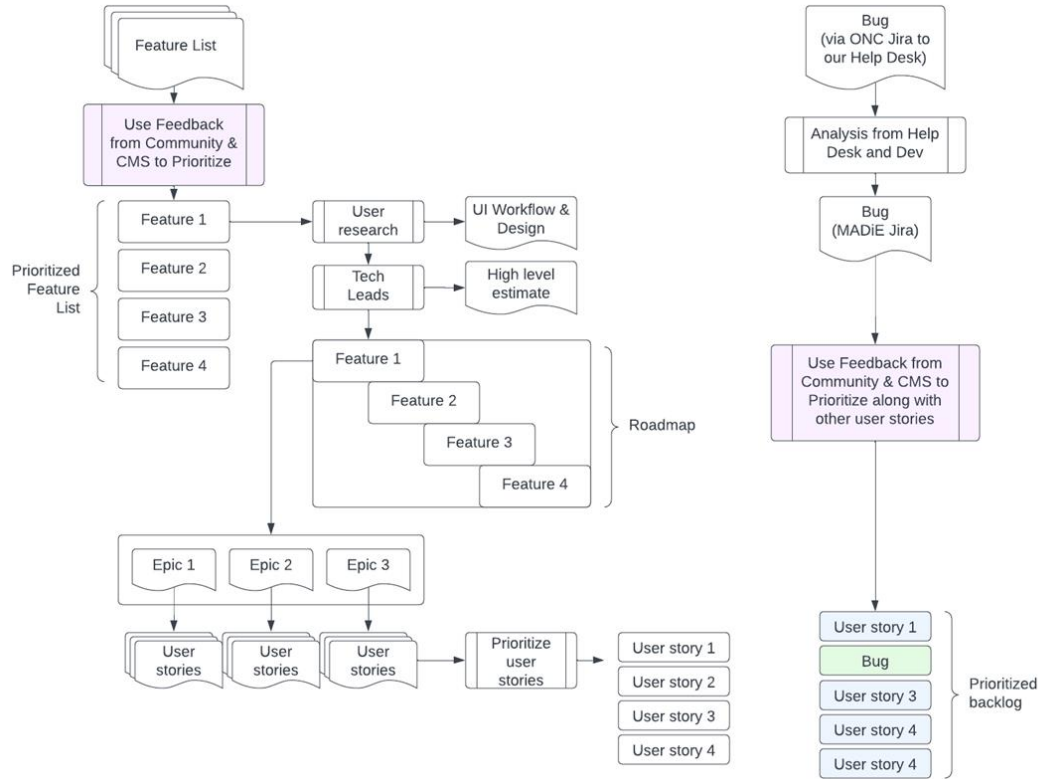 Feature List
Use Feedback
from Community &
CMS to Prioritize
Prioritized
Feature
List
Feature 1
Feature 2
Feature 3
Feature 4
User
research
UI Workflow &
Design
Tech
Leads
High level
estimate
Feature 1
Feature 2
Feature 3
Feature 4
Roadmap
Epic 1
Epic 2
Epic 3
User
stories
User
stories
User
stories
Prioritize
user
stories
User story 1
User story 2
User story 3
User story 4
Bug
(via ONC Jira to
our Help Desk)
Analysis from Help
Desk and Dev
Bug
(MADiE Jira)
Use Feedback from
Community & CMS to
Prioritize along with
other user stories
User story 1
Bug
User story 3
User story 4
User story 4
Prioritized
backlog